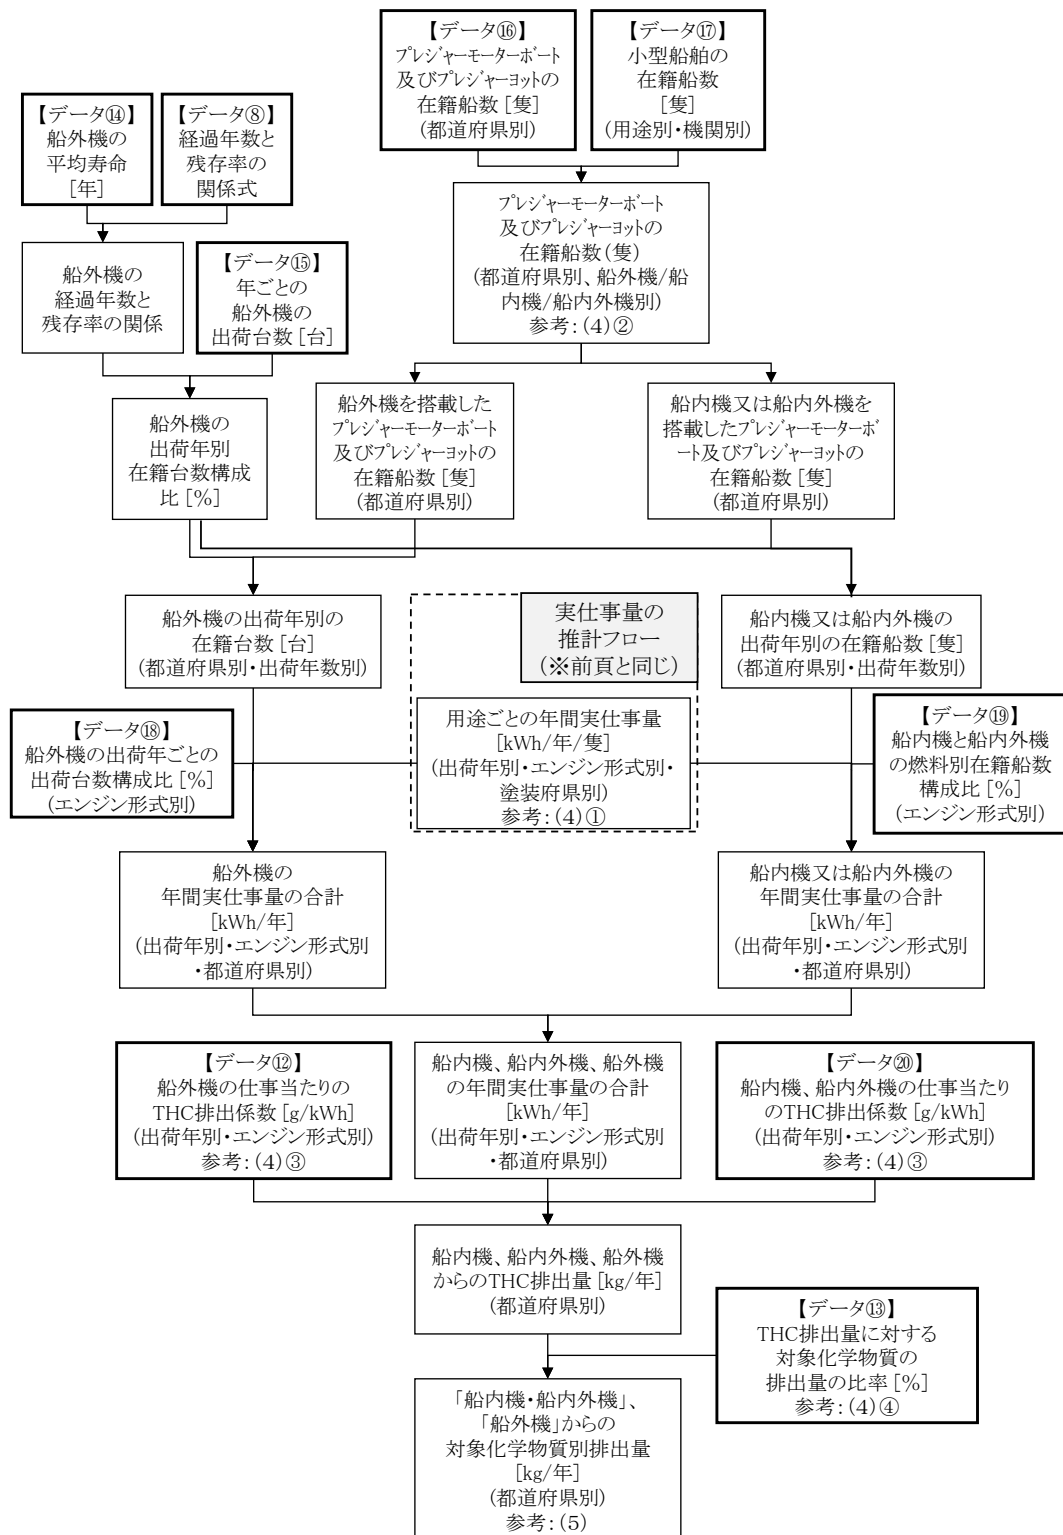 【データ⑯】
プレジャーモーターボート
及びプレジャーヨットの
在籍船数[隻]
(都道府県別)
【データ⑰】
小型船舶の
在籍船数
[隻]
(用途別・機関別)
【データ⑭】
船外機の
平均寿命
[年]
【データ⑧】
経過年数と
残存率の
関係式
プレジャーモーターボート
及びプレジャーヨットの
在籍船数(隻)
(都道府県別、船外機/船
内機/船内外機別)
参考:(4)②
船外機の
経過年数と
残存率の関係
【データ⑮】
年ごとの
船外機の
出荷台数[台]
船外機の
出荷年別
在籍台数構成
比[%]
船外機を搭載した
プレジャーモーターボート
及びプレジャーヨットの
在籍船数[隻]
(都道府県別)
船内機又は船内外機を
搭載したプレジャーモーターボ
ート及びプレジャーヨットの
在籍船数[隻]
(都道府県別)
船外機の出荷年別の
在籍台数[台]
(都道府県別・出荷年数別)
実仕事量の
推計フロー
(※前頁と同じ)
船内機又は船内外機の
出荷年別の在籍船数[隻]
(都道府県別・出荷年数別)
【データ⑱】
船外機の出荷年ごとの
出荷台数構成比[%]
(エンジン形式別)
用途ごとの年間実仕事量
[kWh/年/隻]
(出荷年別・エンジン形式別・
塗装府県別)
参考:(4)①
【データ⑲】
船内機と船内外機
の燃料別在籍船数
構成比[%]
(エンジン形式別)
船外機の
年間実仕事量の合計
[kWh/年]
(出荷年別・エンジン形式別
・都道府県別)
船内機又は船内外機の
年間実仕事量の合計
[kWh/年]
(出荷年別・エンジン形式別
・都道府県別)
【データ⑫】
船外機の仕事当たりの
THC排出係数[g/kWh]
(出荷年別・エンジン形式別)
参考:(4)③
船内機、船内外機、船外機
の年間実仕事量の合計
[kWh/年]
(出荷年別・エンジン形式別
・都道府県別)
【データ⑳】
船内機、船内外機の仕事当たり
のTHC排出係数[g/kWh]
(出荷年別・エンジン形式別)
参考:(4)③
船内機、船内外機、船外機
からのTHC排出量[kg/年]
(都道府県別)
【データ⑬】
THC排出量に対する
対象化学物質の
排出量の比率[%]
参考:(4)④
「船内機・船内外機」、
「船外機」からの
対象化学物質別排出量
[kg/年]
(都道府県別)
参考:(5)